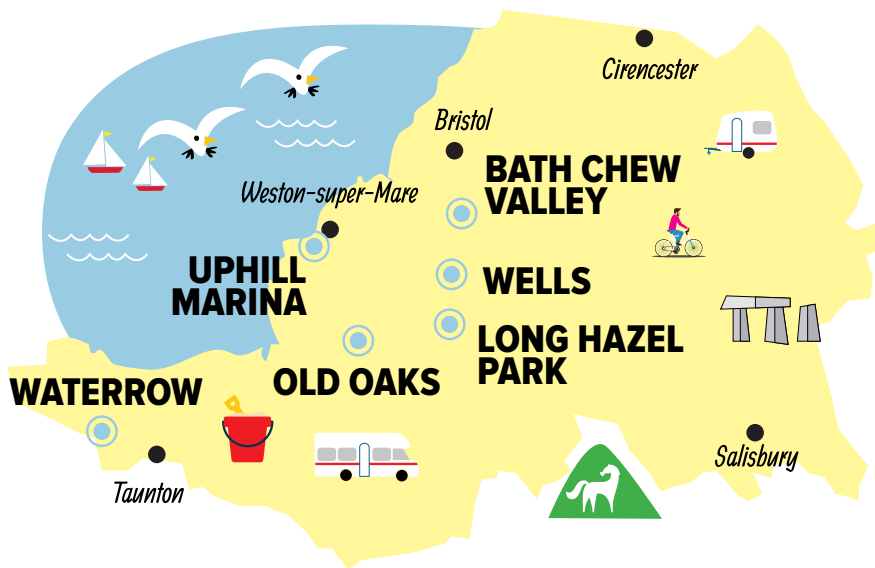 Cirencester
Bristol
BATH CHEW
VALLEY
Weston-super-Mare
UPHILL
MARINA
WELLS
LONG HAZEL
PARK
OLD OAKS
WATERROW
Taunton
Salisbury